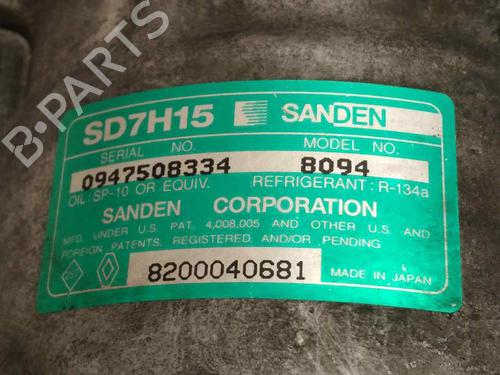 B-PARTS
SD7H15 SANDEN
SERIAL NO. MODEL NO.
0947508334 8094
OIL: SP-10 OR EQUIV. REFRIGERANT: R-134a
SANDEN CORPORATION
MFD. UNDER U.S. PAT. 4,008,005 AND OTHER U.S. AND
FOREIGN PATENTS, REGISTERED AND/OR PENDING
8200040681 MADE IN JAPAN